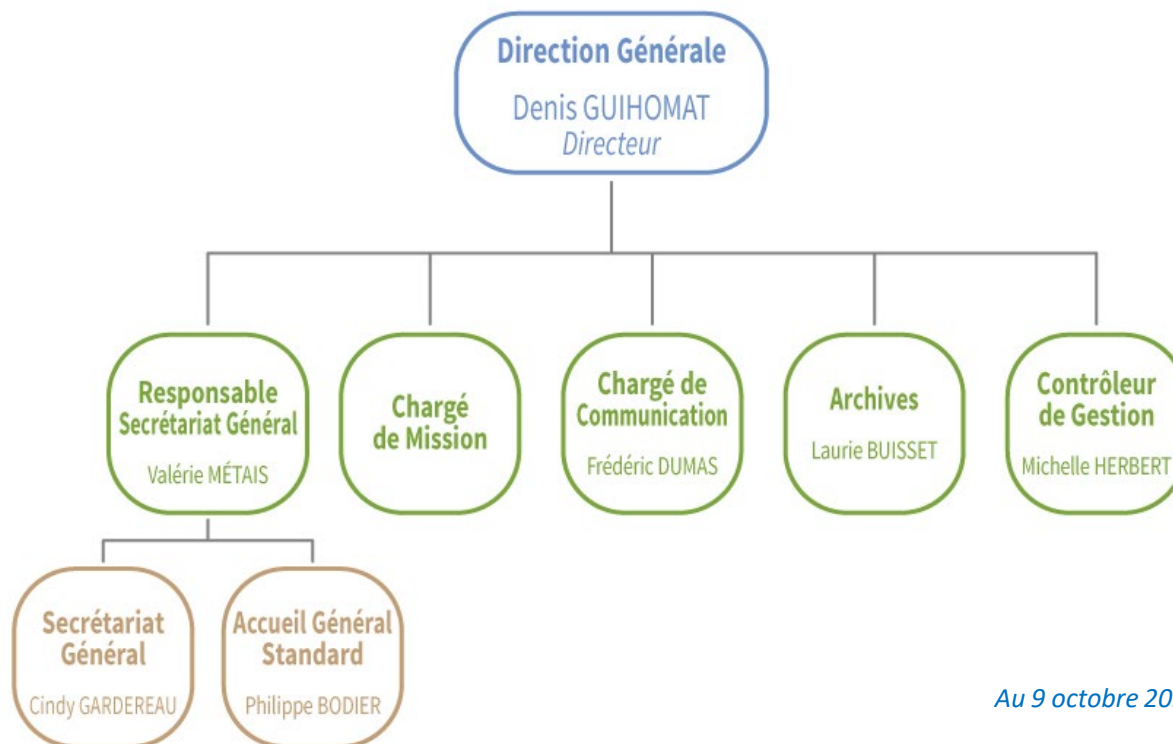 Direction Générale
Denis GUIHOMAT
Directeur
Responsable
Secrétariat Général
Valérie MÉTAIS
Chargé
de Mission
Chargé de
Communication
Frédéric DUMAS
Archives
Laurie BUISSET
Contrôleur
de Gestion
Michelle HERBERT
Secrétariat
Général
Cindy GARDEREAU
Accueil Général
Standard
Philippe BODIER
Au 9 octobre